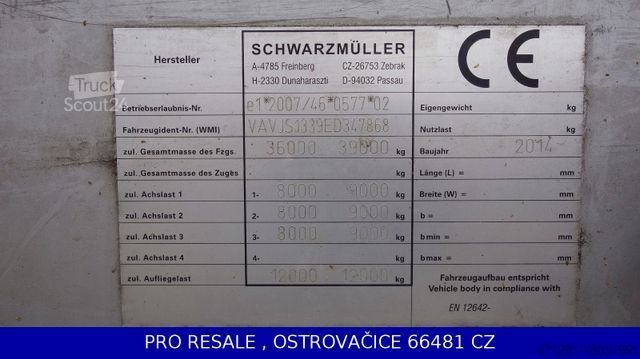 Hersteller
SCHWARZMÜLLER
A-4785 Freinberg CZ-26753 Zebrak
H-2330 Dunaharaszti D-94032 Passau
CE
Truck
Scout24
Betriebserlaubnis-Nr. e1*2007/46*0577*02
Fahrzeugident-Nr. (WMI) VAVJS1339ED347868
zul. Gesamtmasse des Fzgs. 36000 39000 kg
zul. Gesamtmasse des Zuges kg
zul. Achslast 1 1- 8000 9000 kg
zul. Achslast 2 2- 8000 9000 kg
zul. Achslast 3 3- 8000 9000 kg
zul. Achslast 4 4- kg
zul. Aufliegelast 12000 12000 kg
Eigengewicht kg
Nutzlast kg
Baujahr 2014
Länge (L) = mm
Breite (W) = mm
b = mm
b min = mm
b max = mm
Fahrzeugaufbau entspricht
Vehicle body in compliance with
EN 12642-
PRO RESALE , OSTROVAČICE 66481 CZ